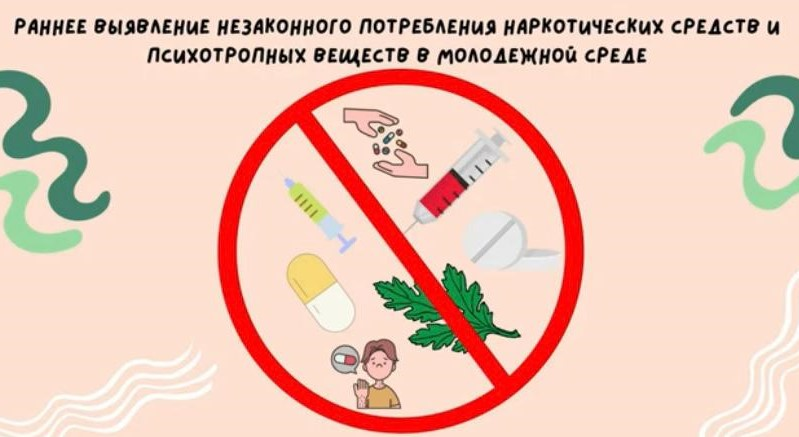 РАННЕЕ ВЫЯВЛЕНИЕ НЕЗАКОННОГО ПОТРЕБЛЕНИЯ НАРКОТИЧЕСКИХ СРЕДСТВ И
ПСИХОТРОПНЫХ ВЕЩЕСТВ В МОЛОДЕЖНОЙ СРЕДЕ